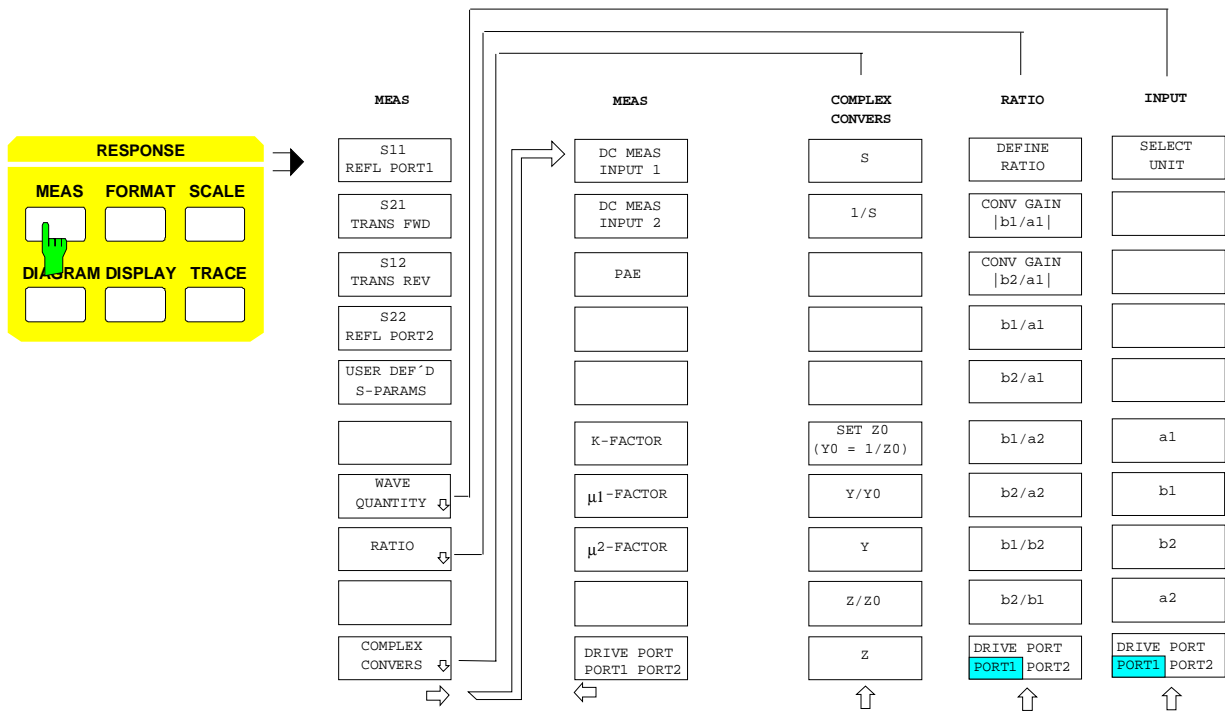 RESPONSE
MEAS FORMAT SCALE
DIAGRAM DISPLAY TRACE
MEAS
S11
REFL PORT1
S21
TRANS FWD
S12
TRANS REV
S22
REFL PORT2
USER DEF´D
S-PARAMS
WAVE
QUANTITY
RATIO
COMPLEX
CONVERS
MEAS
DC MEAS
INPUT 1
DC MEAS
INPUT 2
PAE
K-FACTOR
µ1-FACTOR
µ2-FACTOR
DRIVE PORT
PORT1 PORT2
COMPLEX
CONVERS
S
1/S
SET Z0
(Y0 = 1/Z0)
Y/Y0
Y
Z/Z0
Z
RATIO
DEFINE
RATIO
CONV GAIN
|b1/a1|
CONV GAIN
|b2/a1|
b1/a1
b2/a1
b1/a2
b2/a2
b1/b2
b2/b1
DRIVE PORT
PORT1 PORT2
INPUT
SELECT
UNIT
a1
b1
b2
a2
DRIVE PORT
PORT1 PORT2